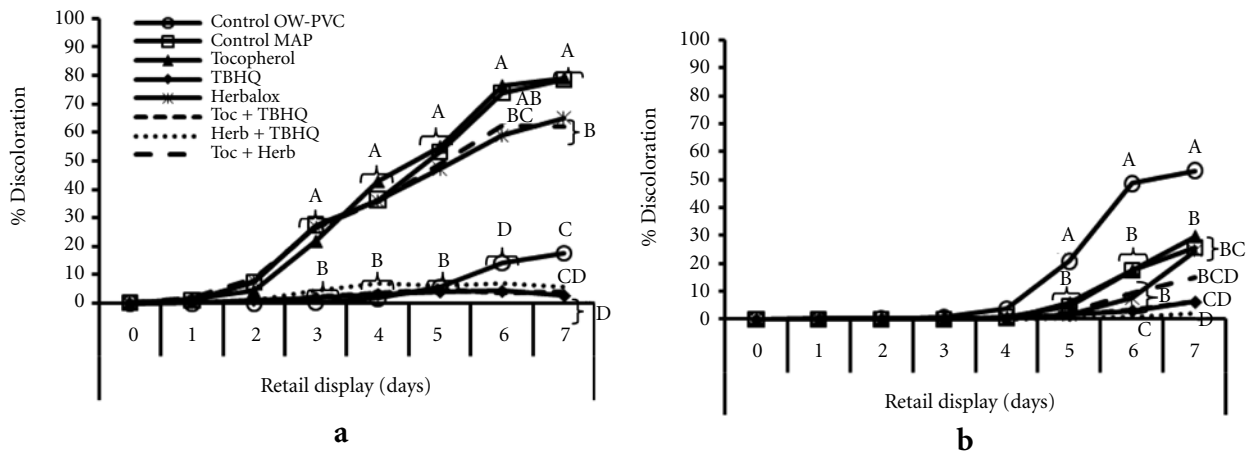 100
90
80
70
60
50
40
30
20
10
0
% Discoloration
Control OW-PVC
Control MAP
Tocopherol
TBHQ
Herbalox
Toc + TBHQ
Herb + TBHQ
Toc + Herb
A
A
A
A
A
AB
BC
B
B
B
B
D
C
CD
D
0 1 2 3 4 5 6 7
Retail display (days)
a
100
90
80
70
60
50
40
30
20
10
0
% Discoloration
A
A
A
B
B
B
BC
B
BCD
CD
C
D
0 1 2 3 4 5 6 7
Retail display (days)
b